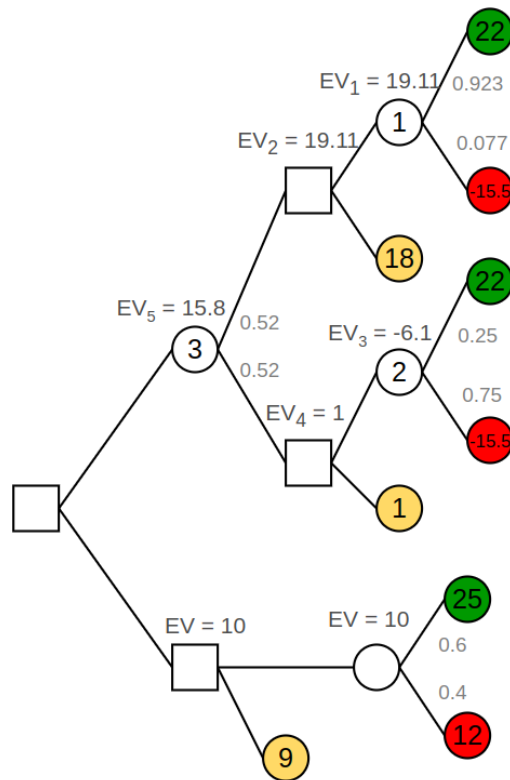 22
EV1 = 19.11
0.923
1
EV2 = 19.11
0.077
-15.5
18
22
EV5 = 15.8
0.52
EV3 = -6.1
0.25
3
0.52
2
0.75
EV4 = 1
-15.5
1
25
EV = 10
EV = 10
0.6
0.4
12
9